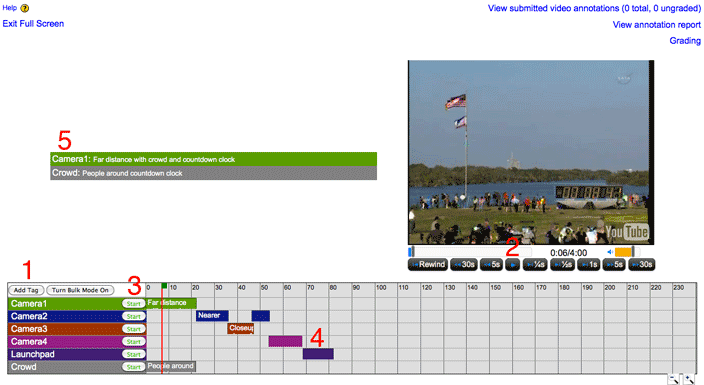 Help ?
Exit Full Screen
View submitted video annotations (0 total, 0 ungraded)
View annotation report
Grading
5
Camera1: Far distance with crowd and countdown clock
Crowd: People around countdown clock
NASA
You Tube
2
0:06/4:00
Rewind 30s 5s ¼s ½s 1s 5s 30s
1
3
Add Tag Turn Bulk Mode On 0 10 20 30 40 50 60 70 80 90 100 110 120 130 140 150 160 170 180 190 200 210 220 230
Camera1 Start Far distance
Camera2 Start Nearer
Camera3 Start Closeup
4
Camera4 Start
Launchpad Start
Crowd Start People around